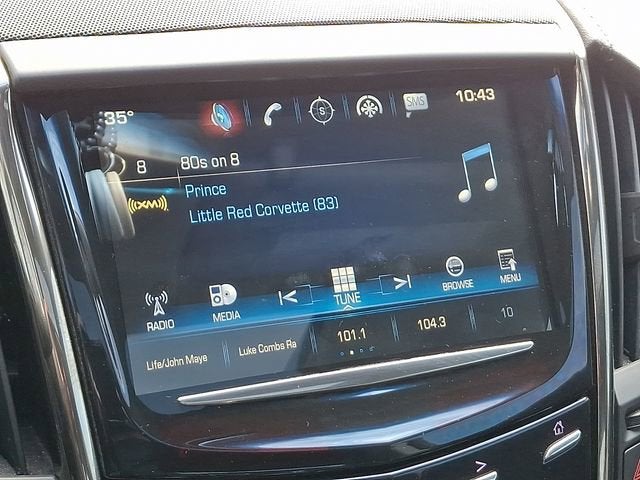 35°
S
SMS
10:43
8
80s on 8
((XM))
Prince
Little Red Corvette (83)
RADIO
MEDIA
TUNE
BROWSE
MENU
Life/John Maye
Luke Combs Ra
101.1
104.3
10